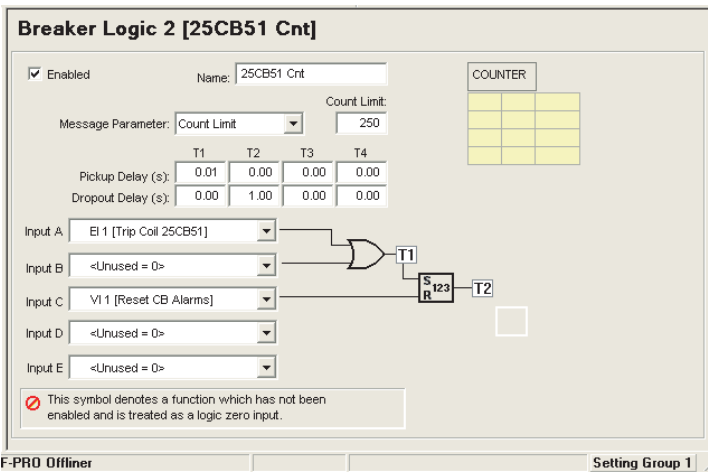 Breaker Logic 2 [25CB51 Cnt]
Enabled
Name: 25CB51 Cnt
COUNTER
Count Limit:
Message Parameter: Count Limit 250
T1 T2 T3 T4
Pickup Delay (s): 0.01 0.00 0.00 0.00
Dropout Delay (s): 0.00 1.00 0.00 0.00
Input A EI 1 [Trip Coil 25CB51]
T1
Input B <Unused = 0>
S
R 123 T2
Input C VI 1 [Reset CB Alarms]
Input D <Unused = 0>
Input E <Unused = 0>
This symbol denotes a function which has not been
enabled and is treated as a logic zero input.
F-PRO Offliner Setting Group 1